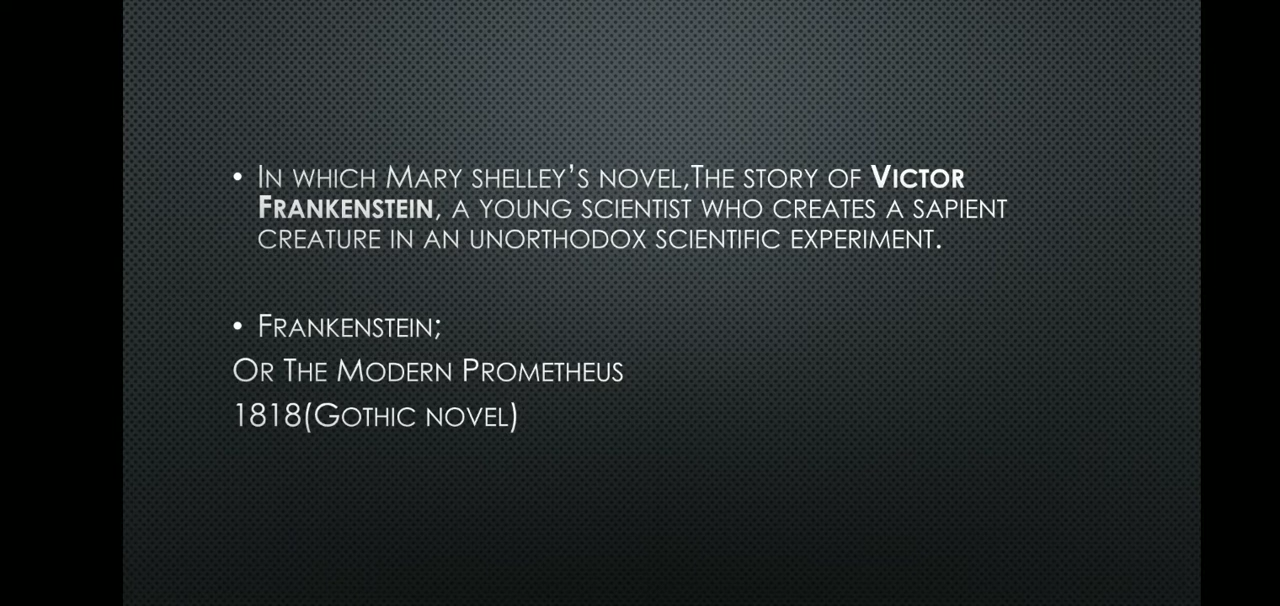 • In which Mary shelley's novel,The story of Victor
Frankenstein, a young scientist who creates a sapient
creature in an unorthodox scientific experiment.
• Frankenstein;
Or The Modern Prometheus
1818(Gothic novel)